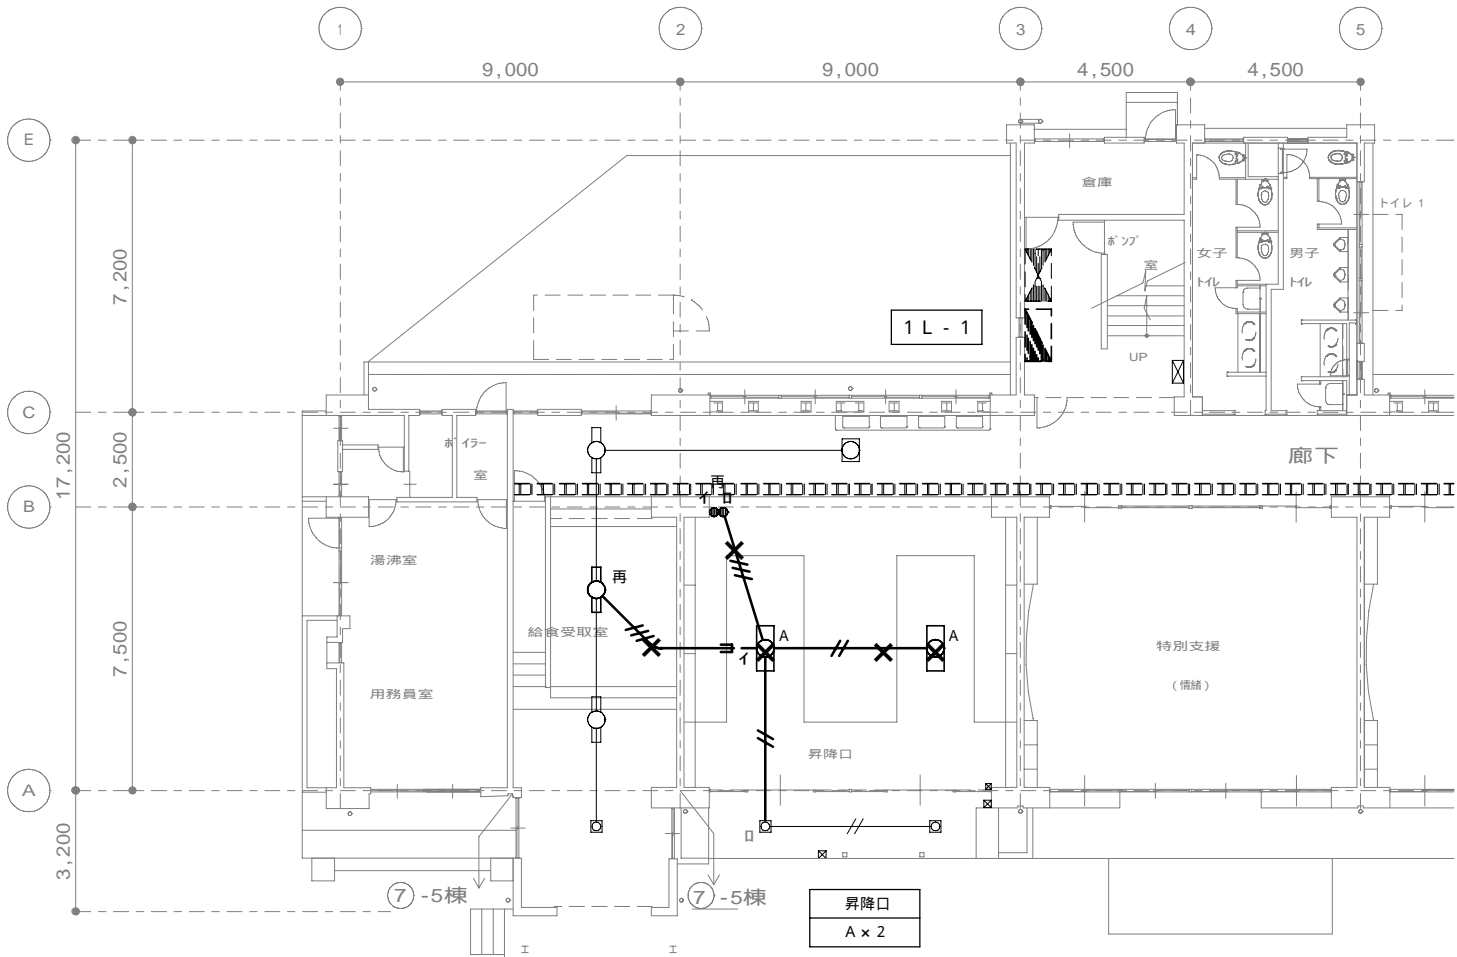 1
2
3
4
5
9,000
9,000
4,500
4,500
E
倉庫
トイレ 1
ポンプ
室
女子
トイレ
男子
トイレ
7,200
1 L - 1
UP
C
ボイラー
室
廊下
17,200
2,500
再
イ
ロ
B
湯沸室
再
給食受取室
A
A
イ
特別支援
(情緒)
7,500
用務員室
昇降口
A
ロ
3,200
7 -5棟
7 -5棟
昇降口
A × 2